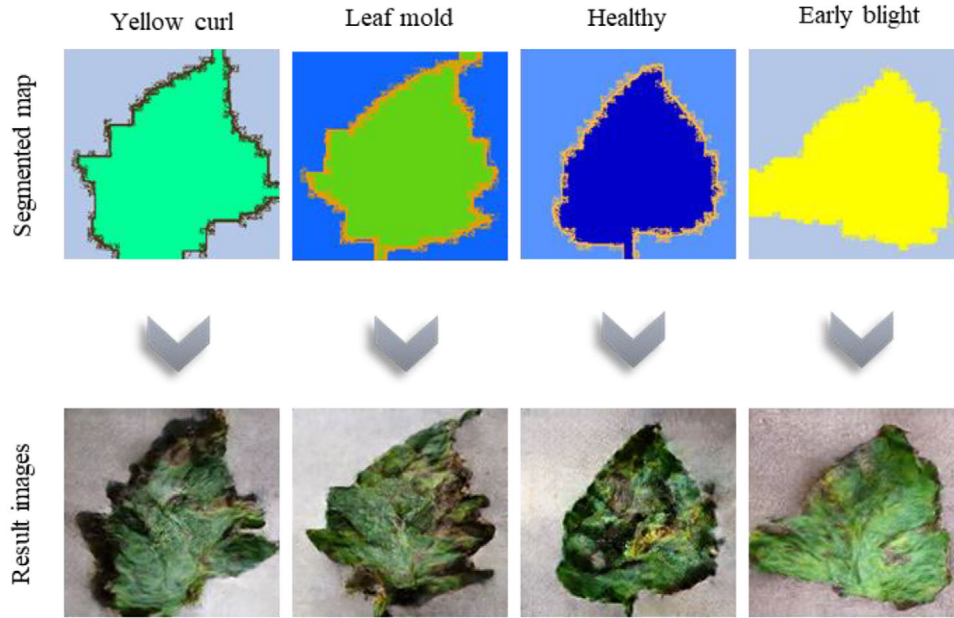 Yellow curl
Leaf mold
Healthy
Early blight
Segmented map
Result images